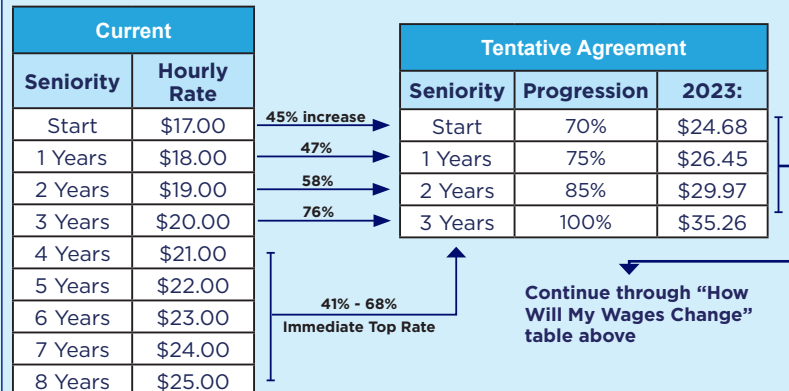 Current
Seniority Hourly Rate
Start $17.00
1 Years $18.00
2 Years $19.00
3 Years $20.00
4 Years $21.00
5 Years $22.00
6 Years $23.00
7 Years $24.00
8 Years $25.00
45% increase
47%
58%
76%
41% - 68%
Immediate Top Rate
Tentative Agreement
Seniority Progression 2023:
Start 70% $24.68
1 Years 75% $26.45
2 Years 85% $29.97
3 Years 100% $35.26
Continue through “How
Will My Wages Change”
table above